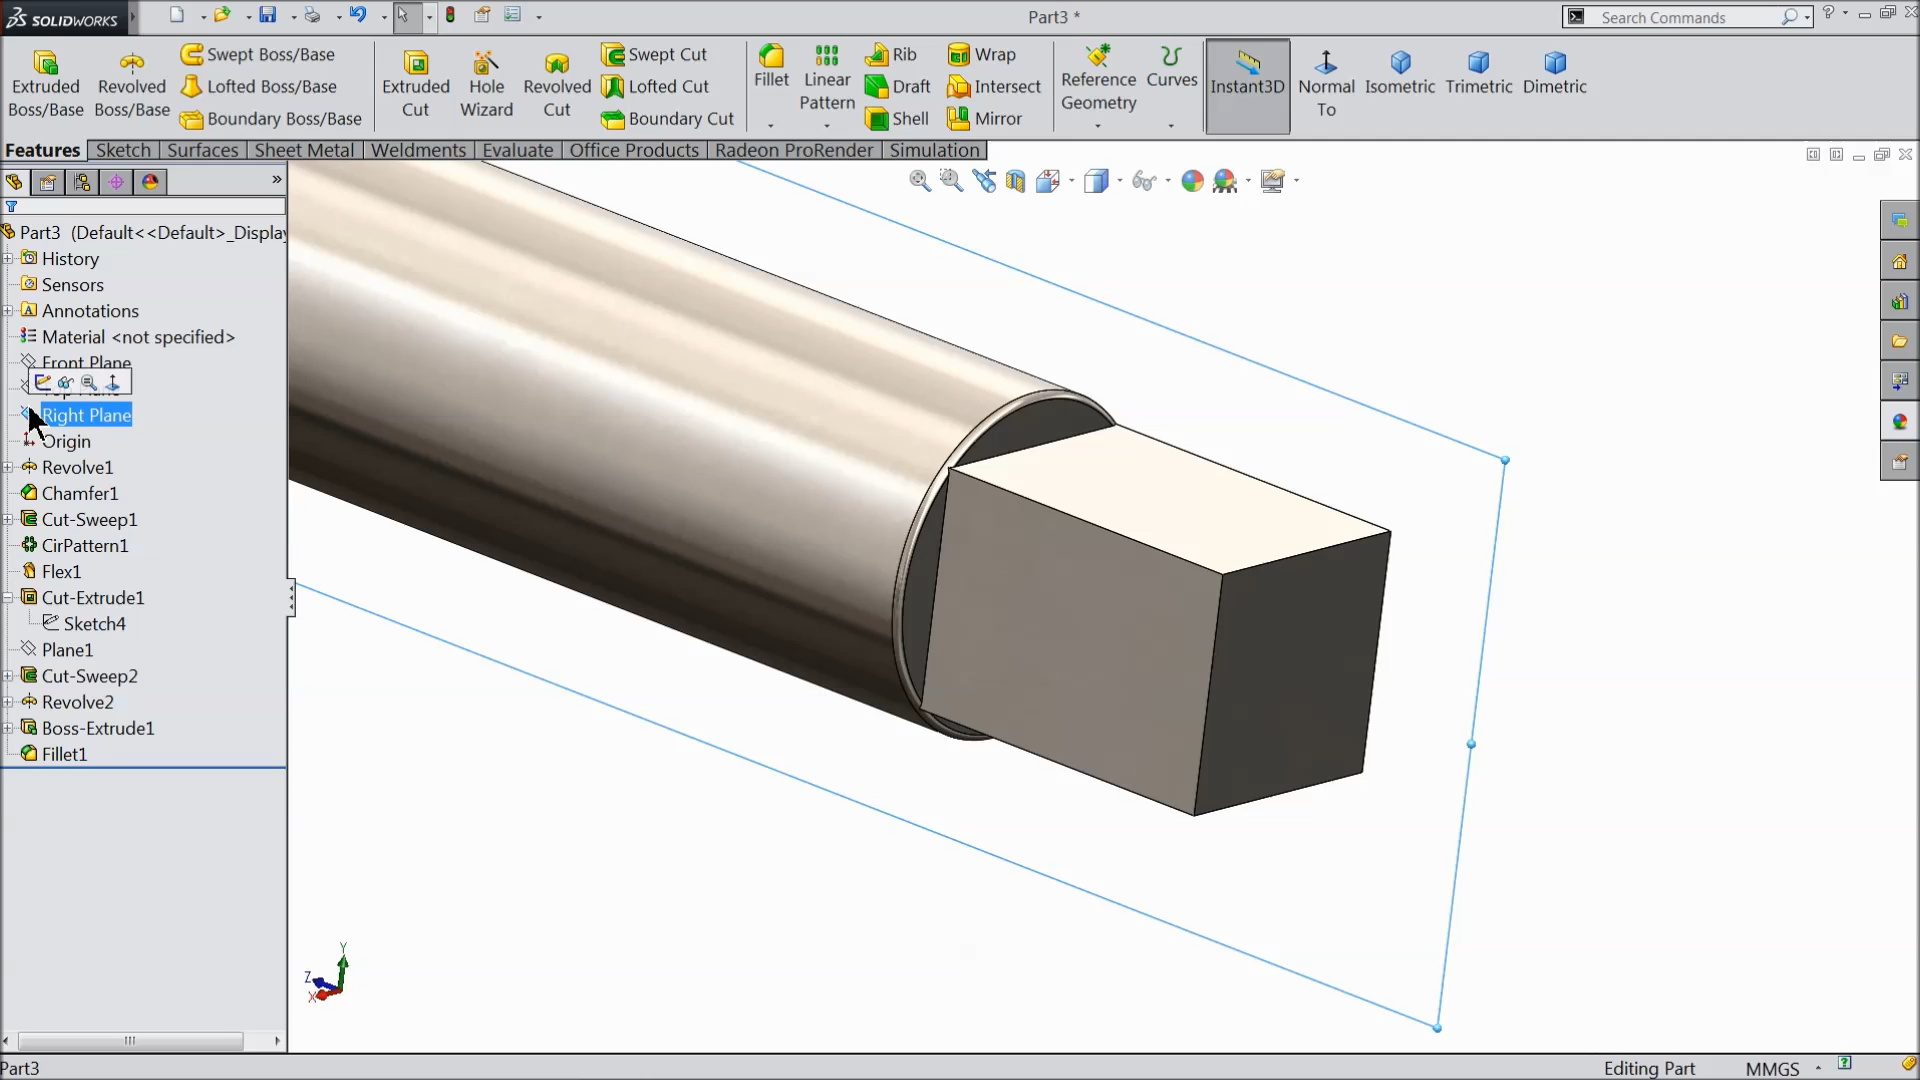 SOLIDWORKS
Part3 *
Search Commands
Extruded Boss/Base
Revolved Boss/Base
Swept Boss/Base
Lofted Boss/Base
Boundary Boss/Base
Extruded Cut
Hole Wizard
Revolved Cut
Swept Cut
Lofted Cut
Boundary Cut
Fillet
Linear Pattern
Rib
Draft
Shell
Wrap
Intersect
Mirror
Reference Geometry
Curves
Instant3D
Normal To
Isometric
Trimetric
Dimetric
Features
Sketch
Surfaces
Sheet Metal
Weldments
Evaluate
Office Products
Radeon ProRender
Simulation
Part3 (Default<<Default>_Display
History
Sensors
Annotations
Material <not specified>
Front Plane
Top Plane
Right Plane
Origin
Revolve1
Chamfer1
Cut-Sweep1
CirPattern1
Flex1
Cut-Extrude1
Sketch4
Plane1
Cut-Sweep2
Revolve2
Boss-Extrude1
Fillet1
Y
Z
X
Part3
Editing Part
MMGS